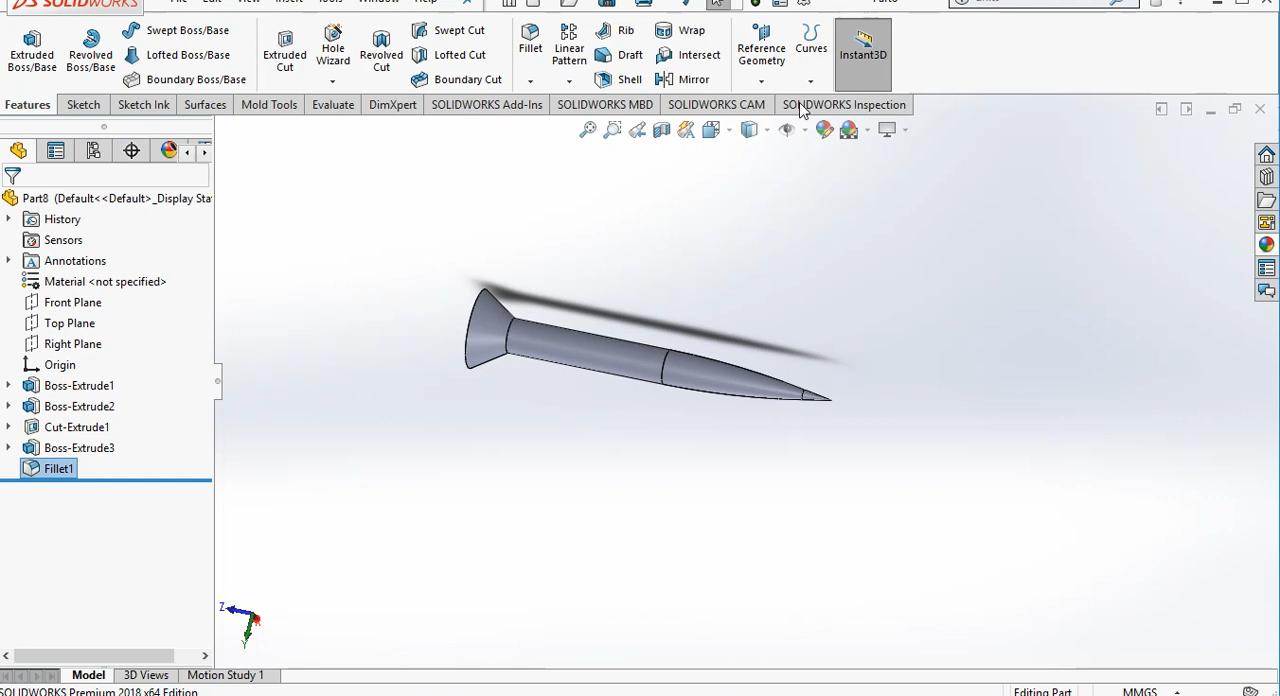 SOLIDWORKS
Extruded Boss/Base
Revolved Boss/Base
Swept Boss/Base
Lofted Boss/Base
Boundary Boss/Base
Extruded Cut
Hole Wizard
Revolved Cut
Swept Cut
Lofted Cut
Boundary Cut
Fillet
Linear Pattern
Rib
Draft
Shell
Wrap
Intersect
Mirror
Reference Geometry
Curves
Instant3D
Features Sketch Sketch Ink Surfaces Mold Tools Evaluate DimXpert SOLIDWORKS Add-Ins SOLIDWORKS MBD SOLIDWORKS CAM SOLIDWORKS Inspection
Part8 (Default<<Default>_Display Sta
History
Sensors
Annotations
Material <not specified>
Front Plane
Top Plane
Right Plane
Origin
Boss-Extrude1
Boss-Extrude2
Cut-Extrude1
Boss-Extrude3
Fillet1
Z
Y
Model 3D Views Motion Study 1
SOLIDWORKS Premium 2018 x64 Edition Editing Part MMGS